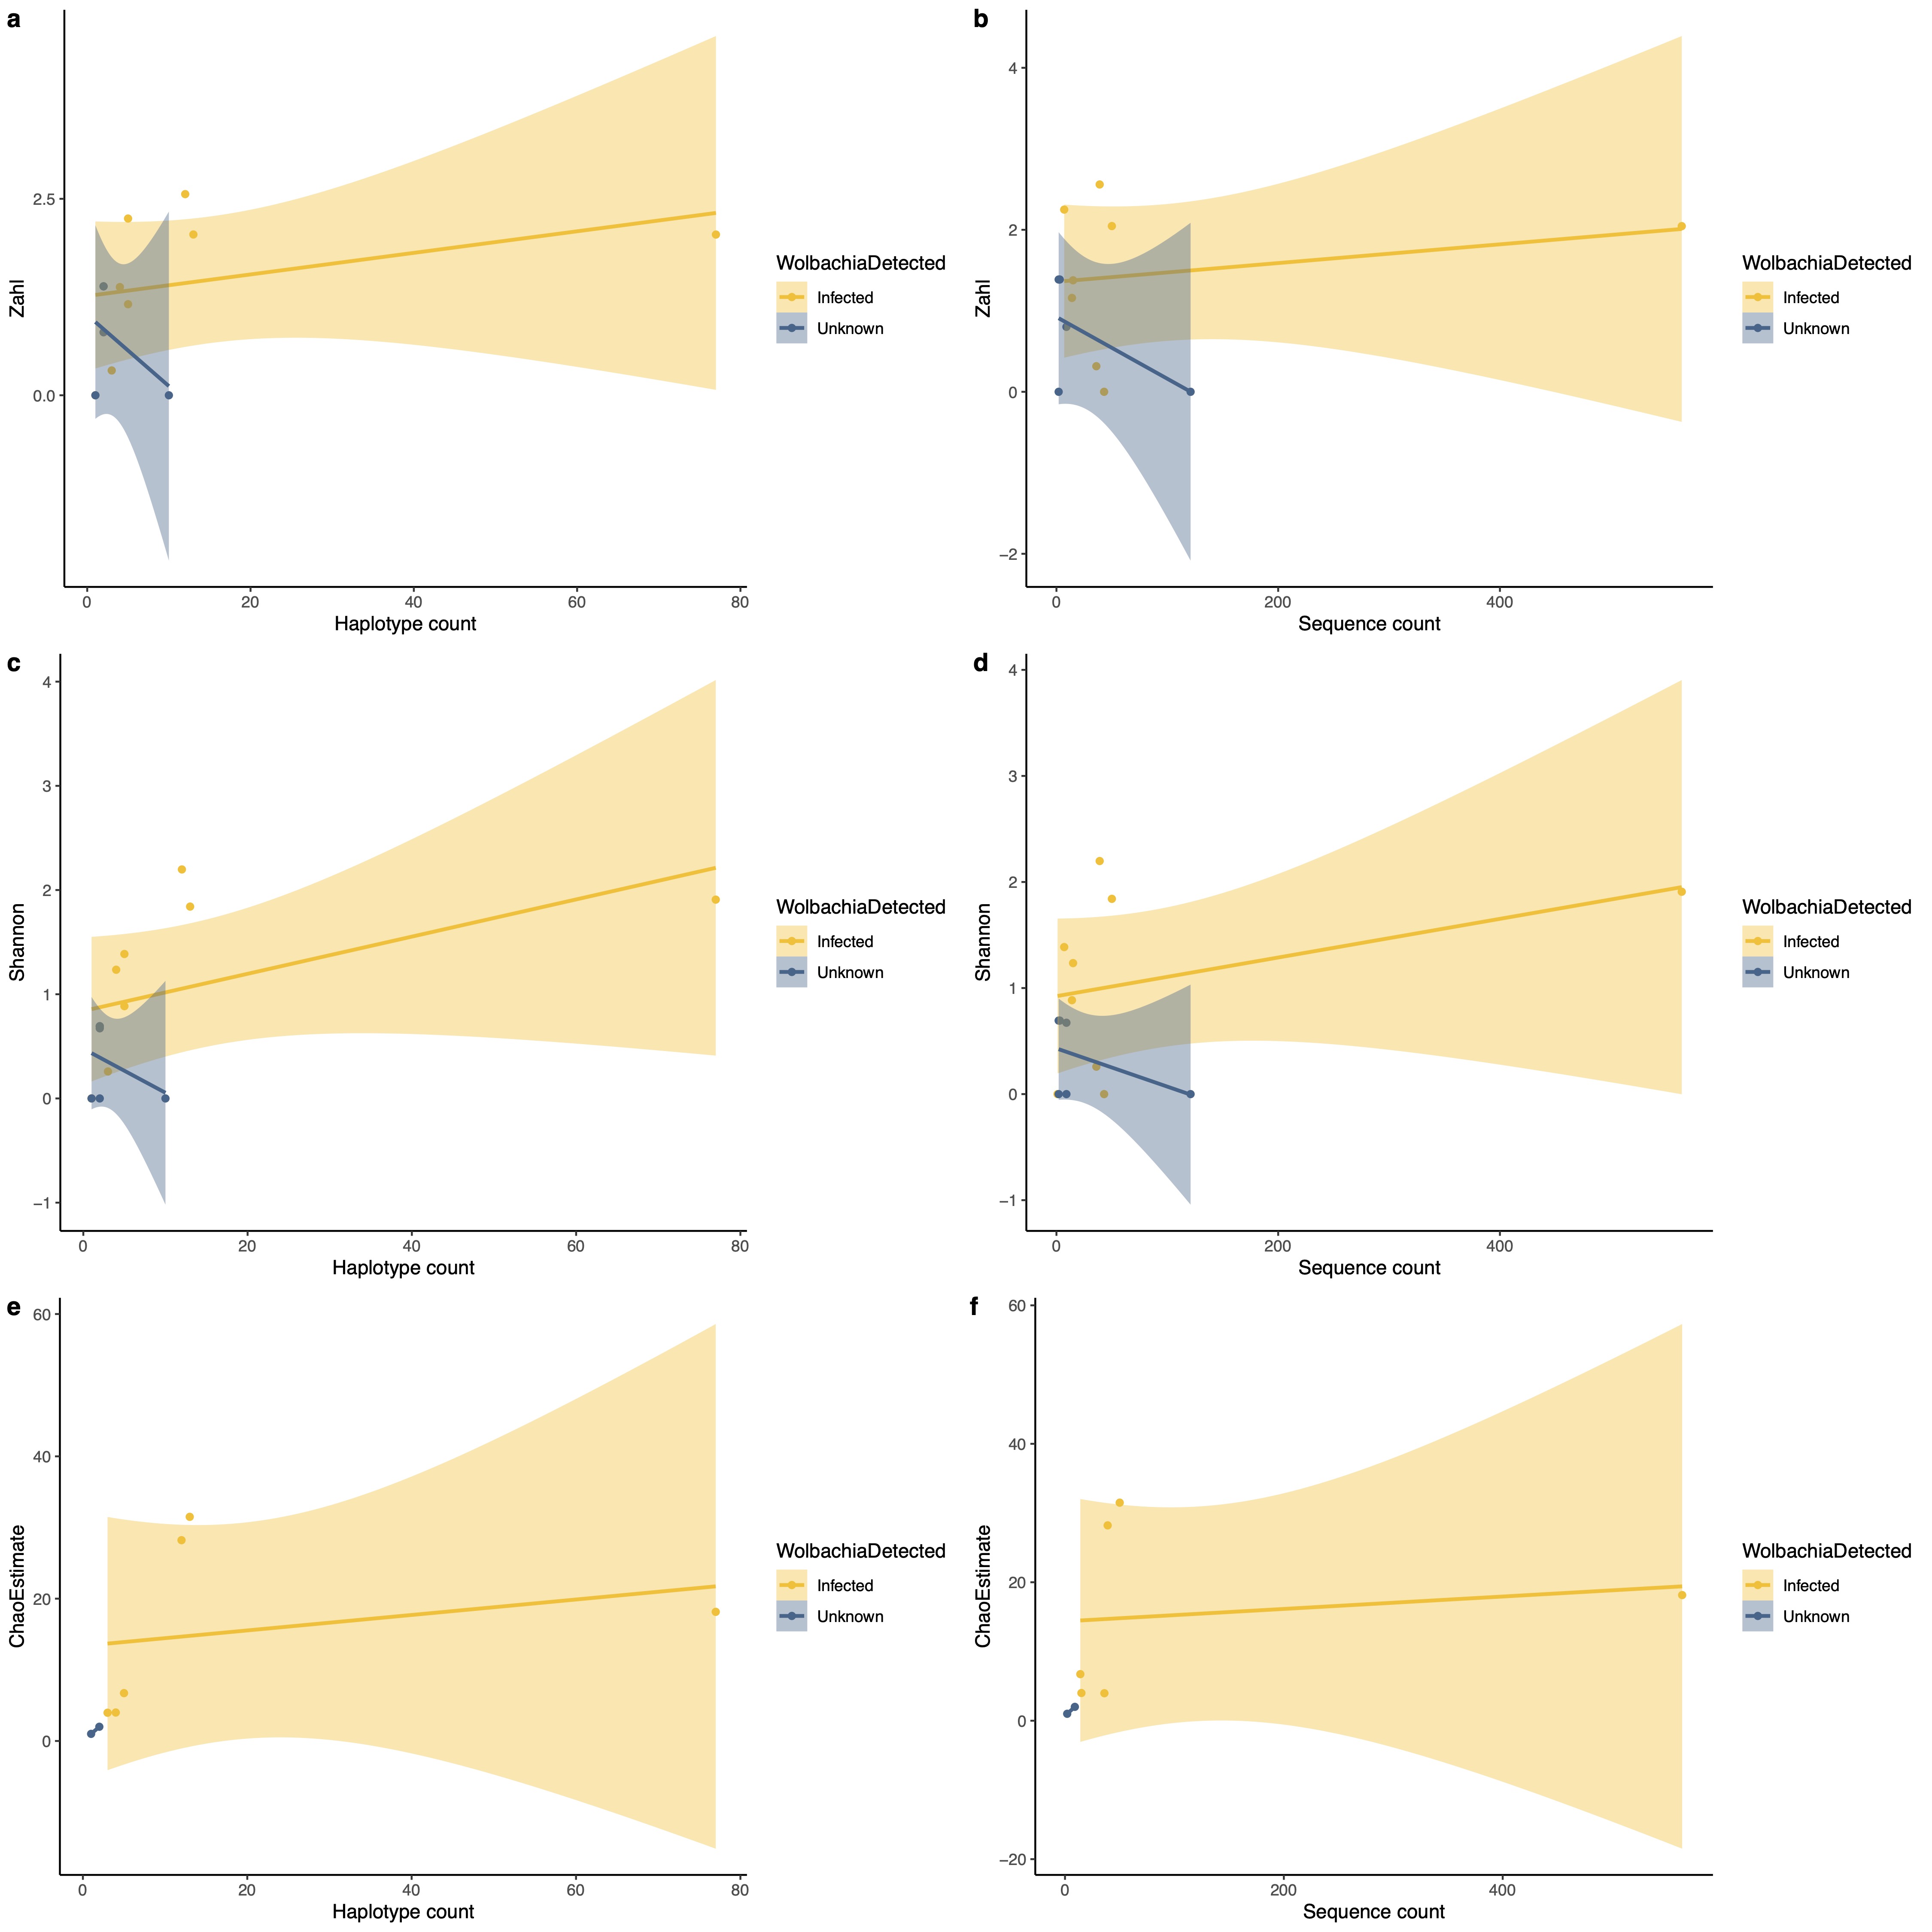 a
Zahl
2.5
0.0
0 20 40 60 80
Haplotype count
WolbachiaDetected
Infected
Unknown
b
Zahl
4
2
0
−2
0 200 400
Sequence count
WolbachiaDetected
Infected
Unknown
c
Shannon
4
3
2
1
0
−1
0 20 40 60 80
Haplotype count
WolbachiaDetected
Infected
Unknown
d
Shannon
4
3
2
1
0
−1
0 200 400
Sequence count
WolbachiaDetected
Infected
Unknown
e
ChaoEstimate
60
40
20
0
0 20 40 60 80
Haplotype count
WolbachiaDetected
Infected
Unknown
f
ChaoEstimate
60
40
20
0
−20
0 200 400
Sequence count
WolbachiaDetected
Infected
Unknown